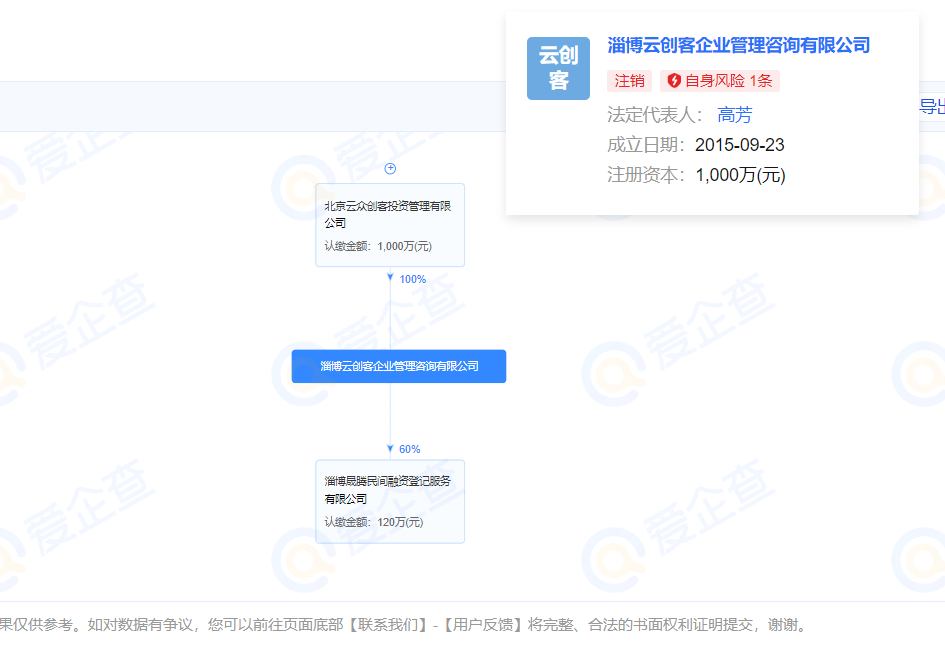 云创
客
淄博云创客企业管理咨询有限公司
注销
自身风险 1条
法定代表人： 高芳
成立日期：2015-09-23
注册资本：1,000万(元)
导出
北京云众创客投资管理有限
公司
认缴金额：1,000万(元)
100%
淄博云创客企业管理咨询有限公司
60%
淄博晸腾民间融资登记服务
有限公司
认缴金额：120万(元)
果仅供参考。如对数据有争议，您可以前往页面底部【联系我们】-【用户反馈】将完整、合法的书面权利证明提交，谢谢。
爱企查